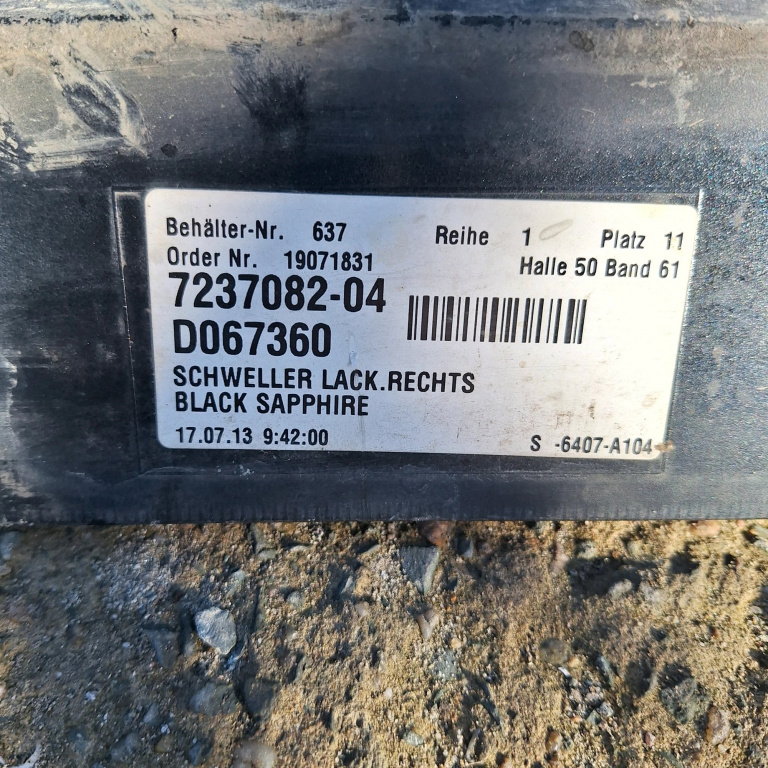 Behälter-Nr. 637 Reihe 1 Platz 11
Order Nr. 19071831 Halle 50 Band 61
7237082-04
D067360
SCHWELLER LACK.RECHTS
BLACK SAPPHIRE
17.07.13 9:42:00 S -6407-A104